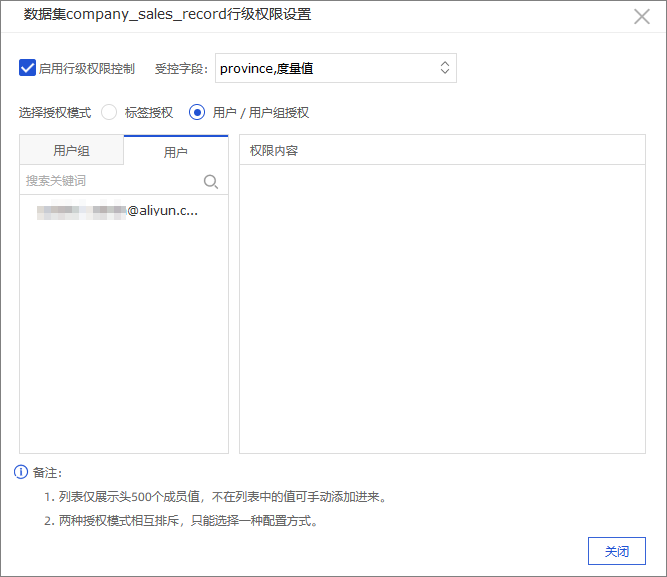 数据集company_sales_record行级权限设置
启用行级权限控制 受控字段: province,度量值
选择授权模式 标签授权 用户 / 用户组授权
用户组 用户 权限内容
搜索关键词
@aliyun.c...
备注:
1. 列表仅展示头500个成员值，不在列表中的值可手动添加进来。
2. 两种授权模式相互排斥，只能选择一种配置方式。
关闭